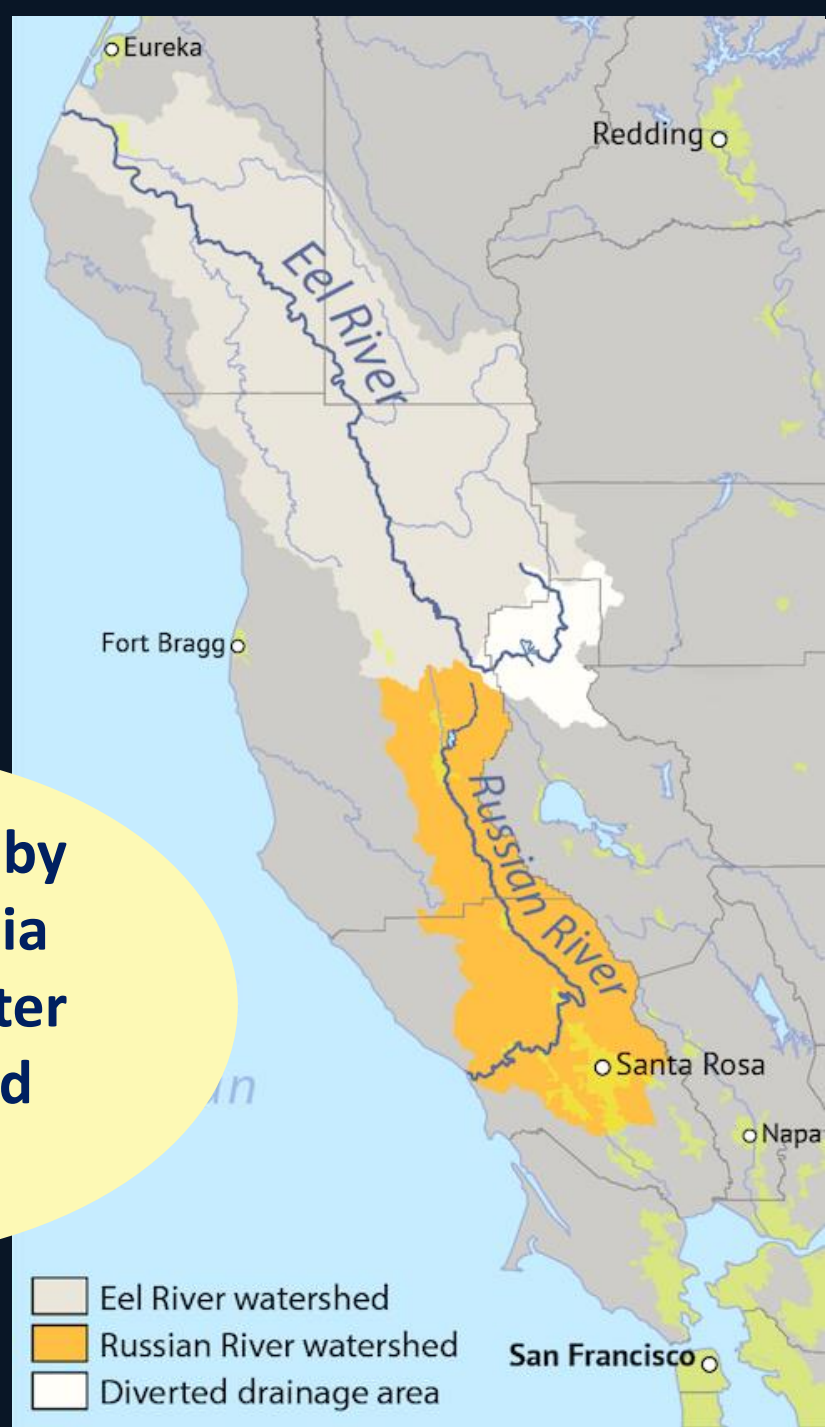 Eureka
Redding
Eel River
Fort Bragg
Russian River
by
ia
ter
d
an
Santa Rosa
Napa
Eel River watershed
Russian River watershed
Diverted drainage area
San Francisco